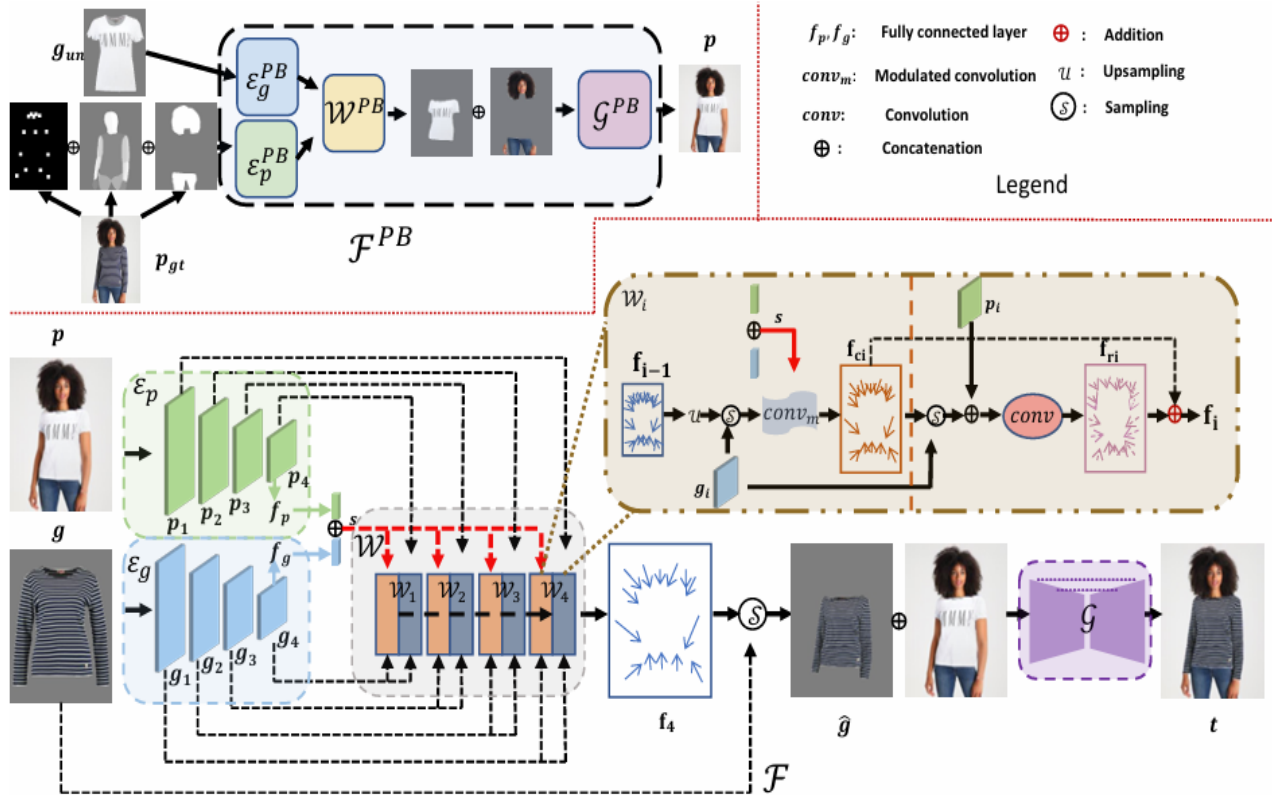 g_un
ℰ_g^PB
ℰ_p^PB
𝒲^PB
𝒢^PB
p
p_gt
ℱ^PB
f_p, f_g: Fully connected layer
⊕ : Addition
conv_m: Modulated convolution
𝒰 : Upsampling
conv: Convolution
Ⓢ : Sampling
⊕ : Concatenation
Legend
p
ℰ_p
p_1
p_2
p_3
p_4
f_p
g
ℰ_g
g_1
g_2
g_3
g_4
f_g
s
𝒲
𝒲_1
𝒲_2
𝒲_3
𝒲_4
𝒲_i
f_i−1
𝒰
S
s
conv_m
g_i
f_ci
p_i
S
conv
f_ri
f_i
f_4
S
ĝ
𝒢
t
ℱ